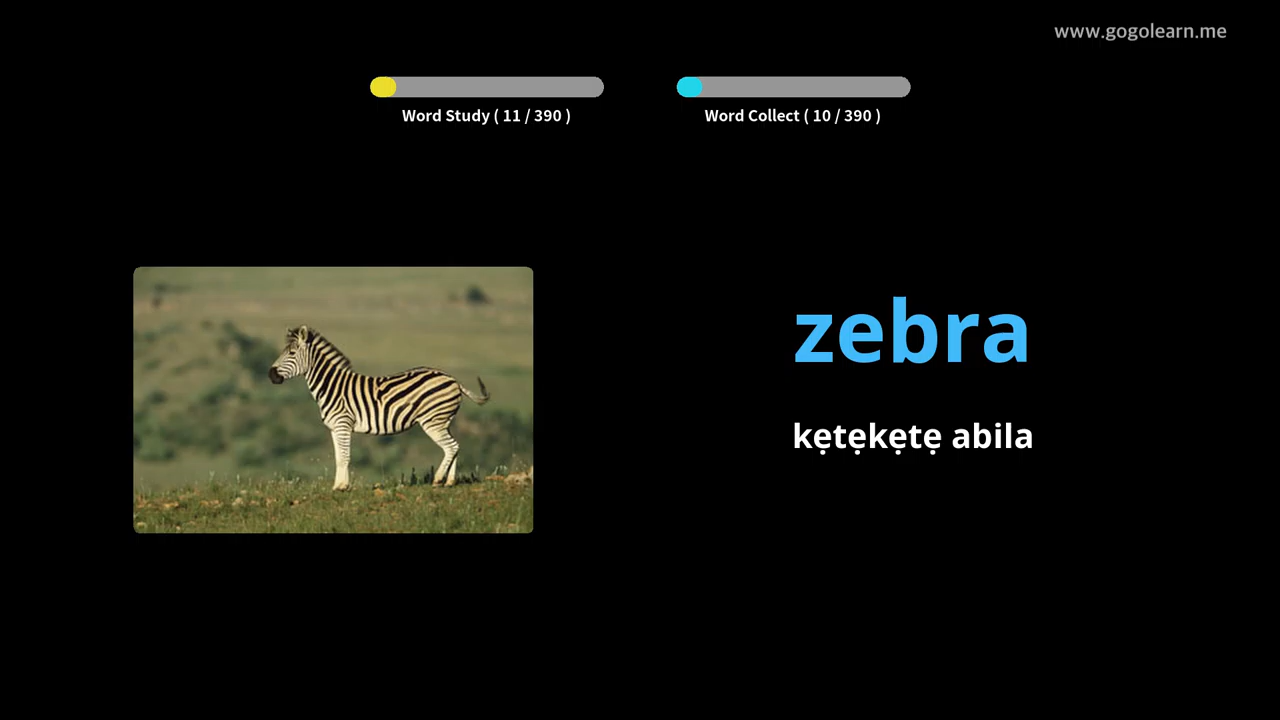 www.gogolearn.me
Word Study ( 11 / 390 )
Word Collect ( 10 / 390 )
zebra
kẹtẹkẹtẹ abila